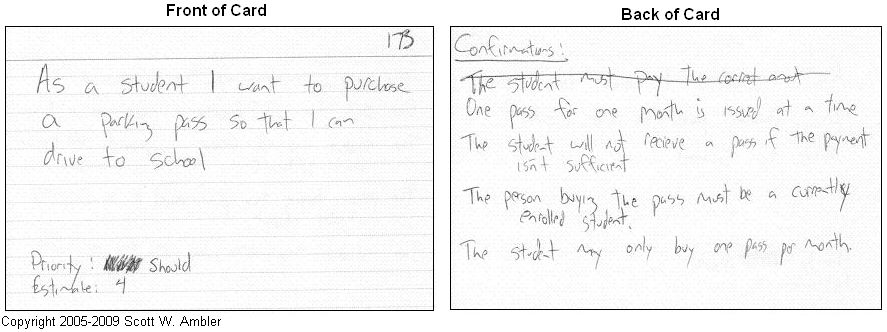 Front of Card
173
As a student I want to purchase
a parking pass so that I can
drive to school
Priority: Should
Estimate: 4
Back of Card
Confirmations:
The student must pay the correct amt
One pass for one month is issued at a time
The student will not recieve a pass if the payment
isn't sufficient
The person buying the pass must be a currently
enrolled student.
The student may only buy one pass per month.
Copyright 2005-2009 Scott W. Ambler